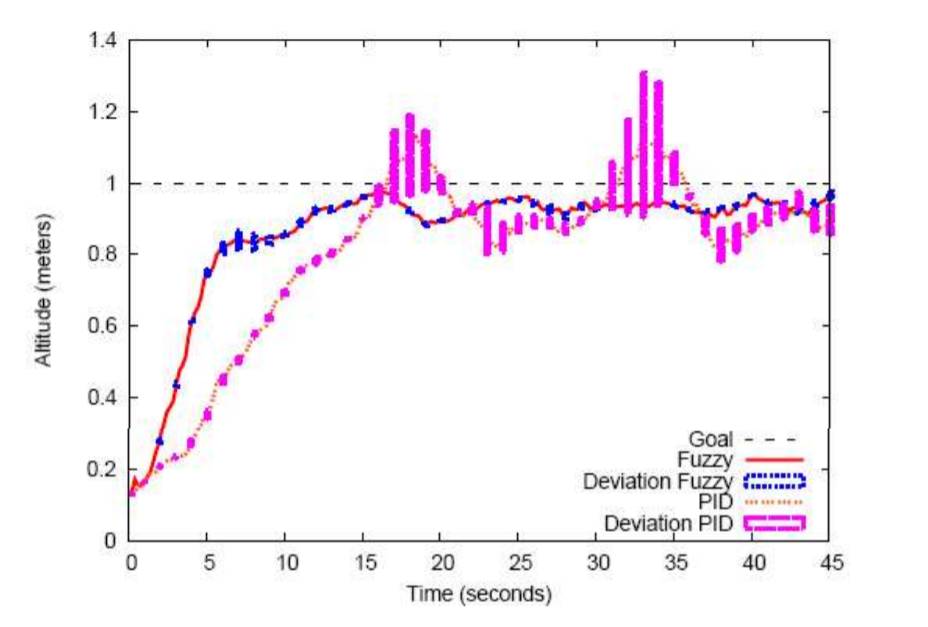 1.4
1.2
1
0.8
0.6
0.4
0.2
0
Altitude (meters)
0 5 10 15 20 25 30 35 40 45
Time (seconds)
Goal
Fuzzy
Deviation Fuzzy
PID
Deviation PID